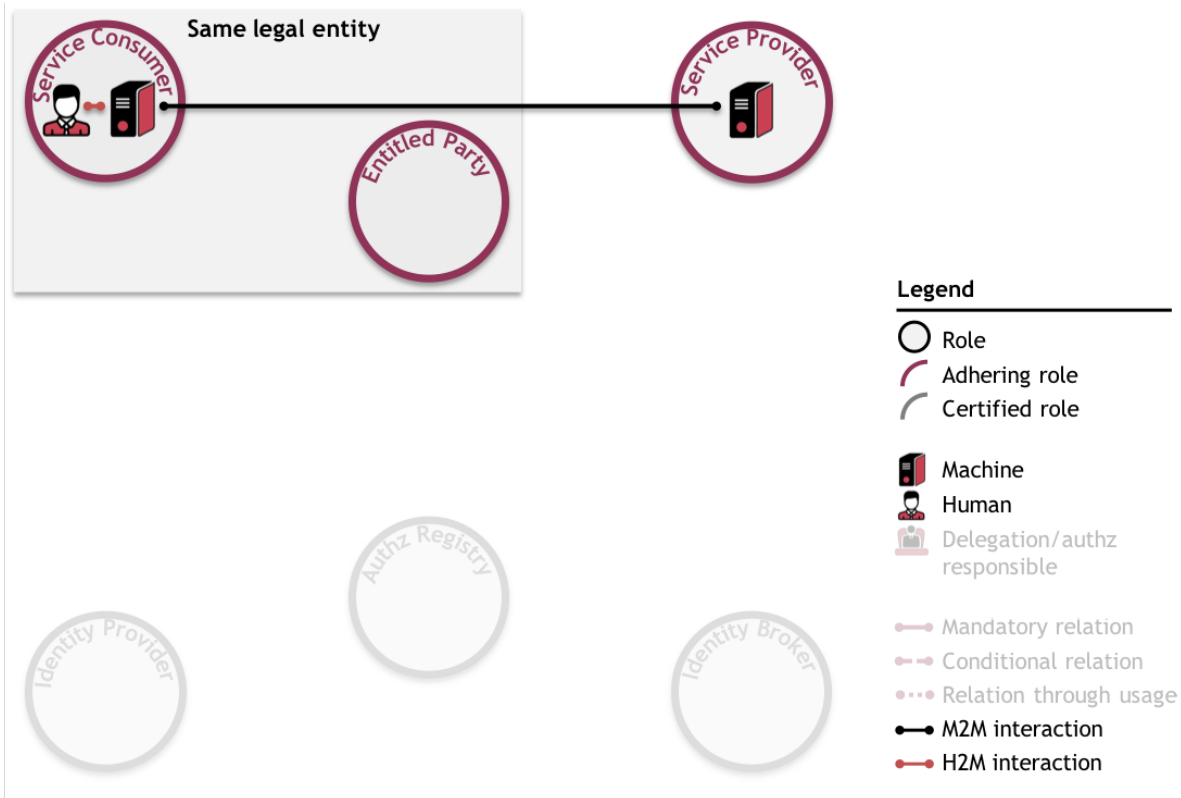 Same legal entity
Service Consumer
Service Provider
Entitled Party
Legend
Role
Adhering role
Certified role
Machine
Human
Delegation/authz
responsible
Authz Registry
Identity Provider
Identity Broker
Mandatory relation
Conditional relation
Relation through usage
M2M interaction
H2M interaction